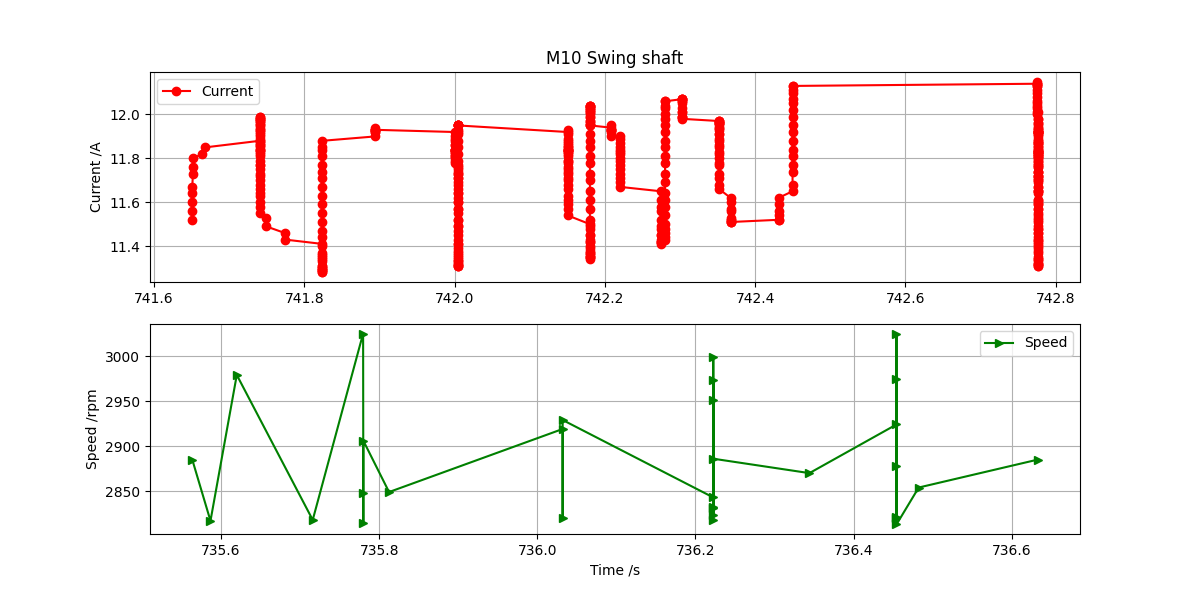 M10 Swing shaft
Current
Current /A
12.0
11.8
11.6
11.4
741.6 741.8 742.0 742.2 742.4 742.6 742.8
Speed
Speed /rpm
3000
2950
2900
2850
735.6 735.8 736.0 736.2 736.4 736.6
Time /s